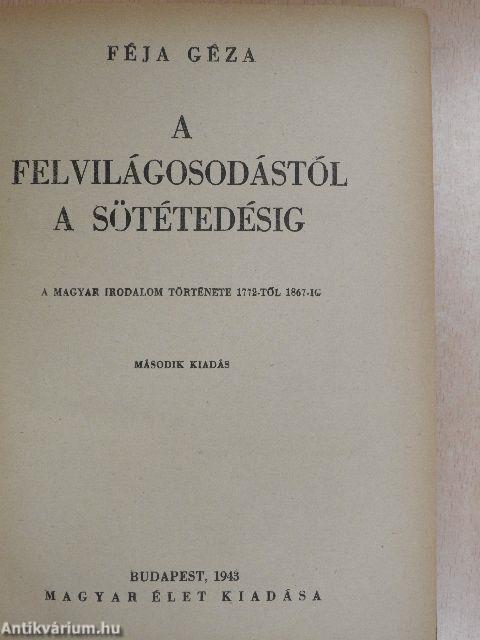 FÉJA GÉZA
A
FELVILÁGOSODÁSTÓL
A SÖTÉTEDÉSIG
A MAGYAR IRODALOM TÖRTÉNETE 1772-TŐL 1867-IG
MÁSODIK KIADÁS
BUDAPEST, 1943
MAGYAR ÉLET KIADÁSA
Antikvárium.hu